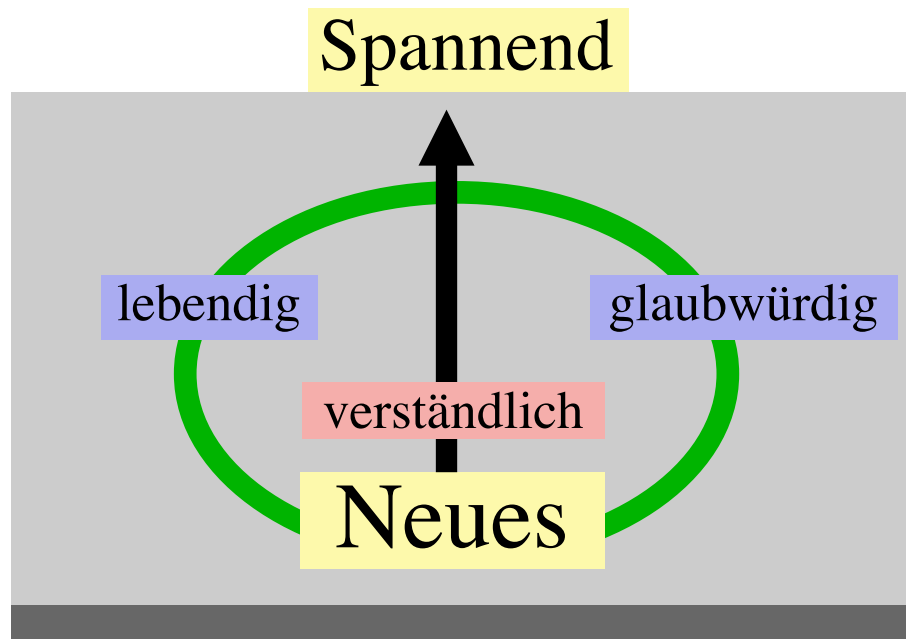 Spannend
lebendig
glaubwürdig
verständlich
Neues